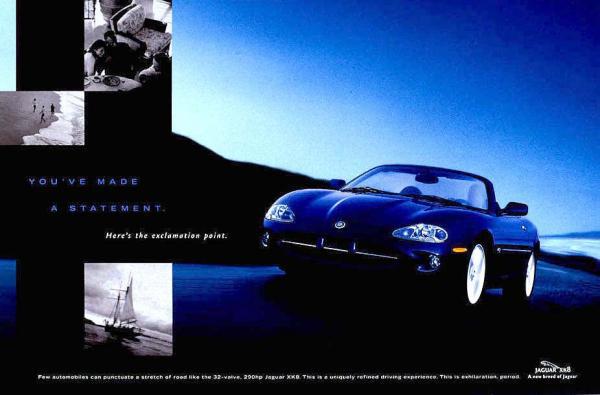 YOU'VE MADE
A STATEMENT.
Here's the exclamation point.
Few automobiles can punctuate a stretch of road like the 32-valve, 290hp Jaguar XK8. This is a uniquely refined driving experience. This is exhilaration, period.
JAGUAR XK8
A new breed of Jaguar